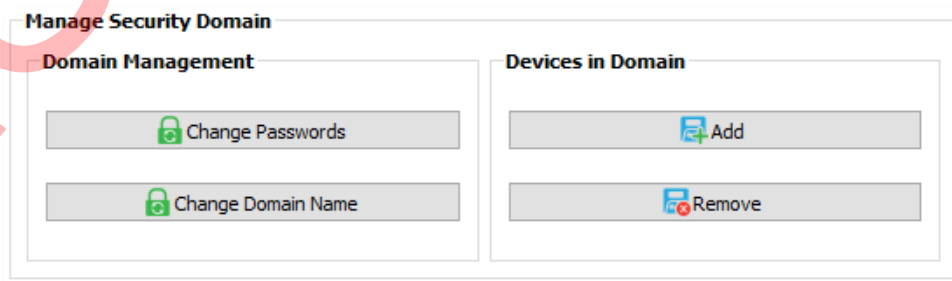 Manage Security Domain
Domain Management
Change Passwords
Change Domain Name
Devices in Domain
Add
Remove